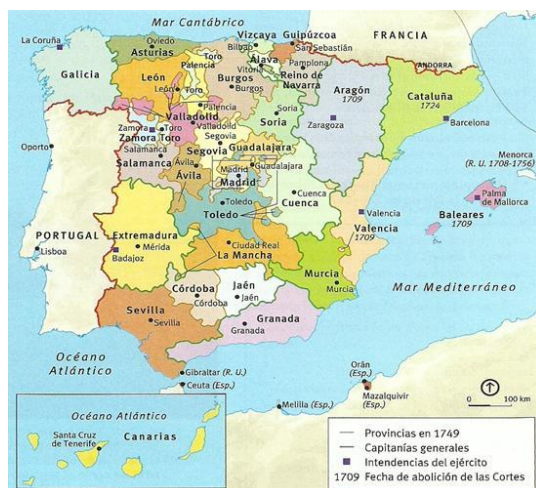 Mar Cantábrico
La Coruña
Oviedo
Asturias
Galicia
Vizcaya
Bilbao
Guipúzcoa
San Sebastián
FRANCIA
ANDORRA
Álava
Vitoria
Pamplona
Reino de
Navarra
Toro
Palencia
León
León
Toro
Burgos
Burgos
Aragón
1709
Zaragoza
Cataluña
1724
Barcelona
Palencia
Valladolid
Valladolid
Soria
Soria
Zamora
Toro
Zamora
Toro
Oporto
Salamanca
Salamanca
Segovia
Segovia
Guadalajara
Guadalajara
Ávila
Ávila
Madrid
Madrid
Menorca
(R. U. 1708-1756)
Palma
de Mallorca
Baleares
1709
Cuenca
Cuenca
Toledo
Toledo
Valencia
Valencia
1709
PORTUGAL
Lisboa
Extremadura
Mérida
Badajoz
Ciudad Real
La Mancha
Murcia
Murcia
Mar Mediterráneo
Córdoba
Córdoba
Jaén
Jaén
Sevilla
Sevilla
Granada
Granada
Océano
Atlántico
Gibraltar (R. U.)
Ceuta (Esp.)
Melilla (Esp.)
Orán
(Esp.)
Mazalquivir
(Esp.)
0
100 km
Océano Atlántico
Santa Cruz
de Tenerife
Canarias
Provincias en 1749
Capitanías generales
Intendencias del ejército
1709 Fecha de abolición de las Cortes